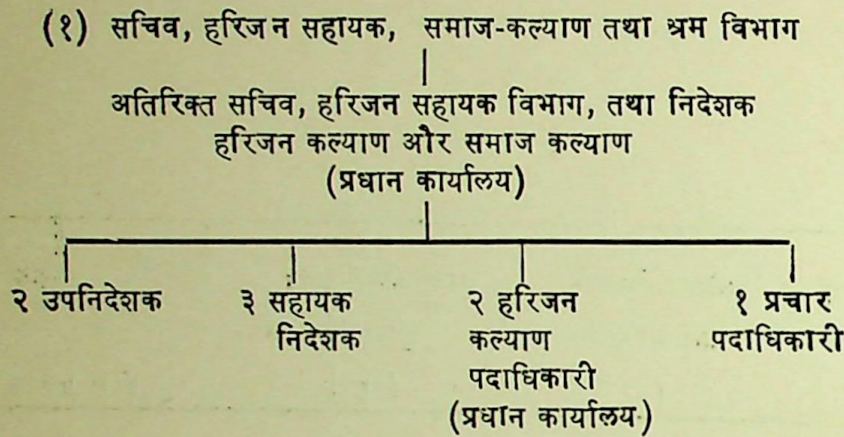 (१) सचिव, हरिजन सहायक, समाज-कल्याण तथा श्रम विभाग
अतिरिक्त सचिव, हरिजन सहायक विभाग, तथा निदेशक
हरिजन कल्याण और समाज कल्याण
(प्रधान कार्यालय)
२ उपनिदेशक
३ सहायक
निदेशक
२ हरिजन
कल्याण
पदाधिकारी
(प्रधान कार्यालय)
१ प्रचार
पदाधिकारी